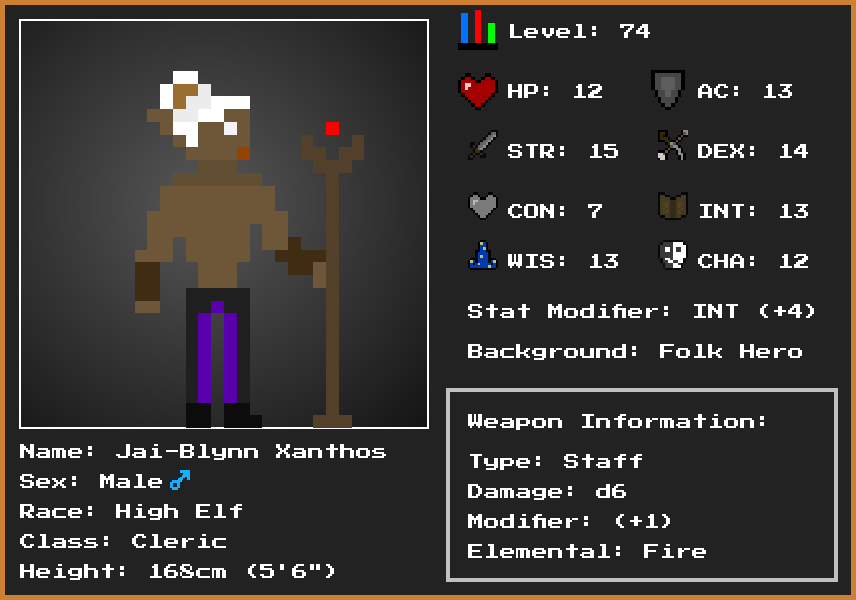 Level: 74
HP: 12 AC: 13
STR: 15 DEX: 14
CON: 7 INT: 13
WIS: 13 CHA: 12
Stat Modifier: INT (+4)
Background: Folk Hero
Weapon Information:
Type: Staff
Damage: d6
Modifier: (+1)
Elemental: Fire
Name: Jai-Blynn Xanthos
Sex: Male ♂
Race: High Elf
Class: Cleric
Height: 168cm (5'6")